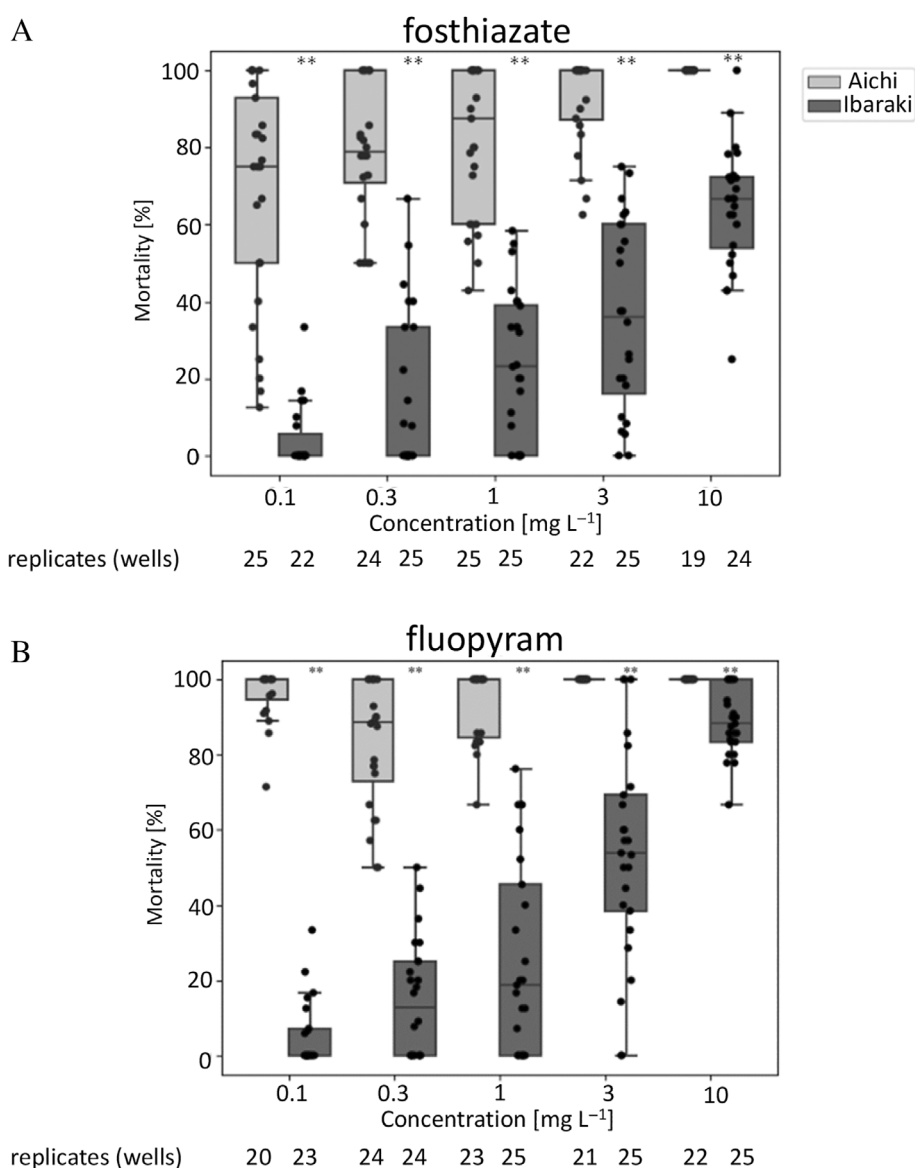 A
fosthiazate
** ** ** ** **
Aichi
Ibaraki
100
80
60
40
20
0
Mortality [%]
0.1 0.3 1 3 10
Concentration [mg L⁻¹]
replicates (wells) 25 22 24 25 25 25 22 25 19 24
B
fluopyram
** ** ** ** **
100
80
60
40
20
0
Mortality [%]
0.1 0.3 1 3 10
Concentration [mg L⁻¹]
replicates (wells) 20 23 24 24 23 25 21 25 22 25